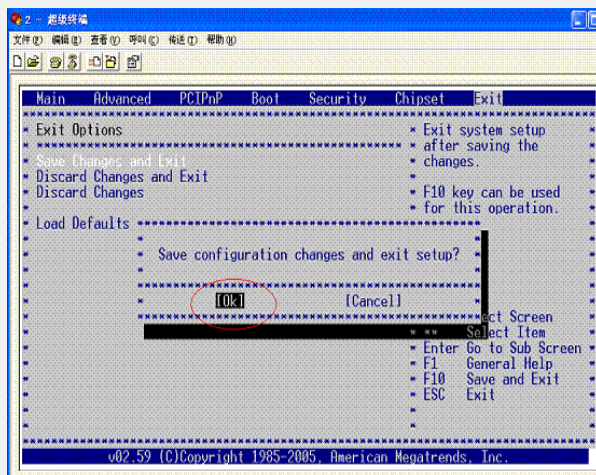 2 - 超级终端
文件(F) 编辑(E) 查看(V) 呼叫(C) 传送(T) 帮助(H)
Main Advanced PCIPnP Boot Security Chipset Exit
Exit Options
Exit system setup
after saving the
changes.
Save Changes and Exit
Discard Changes and Exit
Discard Changes
F10 key can be used
for this operation.
Load Defaults
Save configuration changes and exit setup?
[Ok] [Cancel]
ect Screen
** Select Item
Enter Go to Sub Screen
F1 General Help
F10 Save and Exit
ESC Exit
v02.59 (C)Copyright 1985-2005, American Megatrends, Inc.